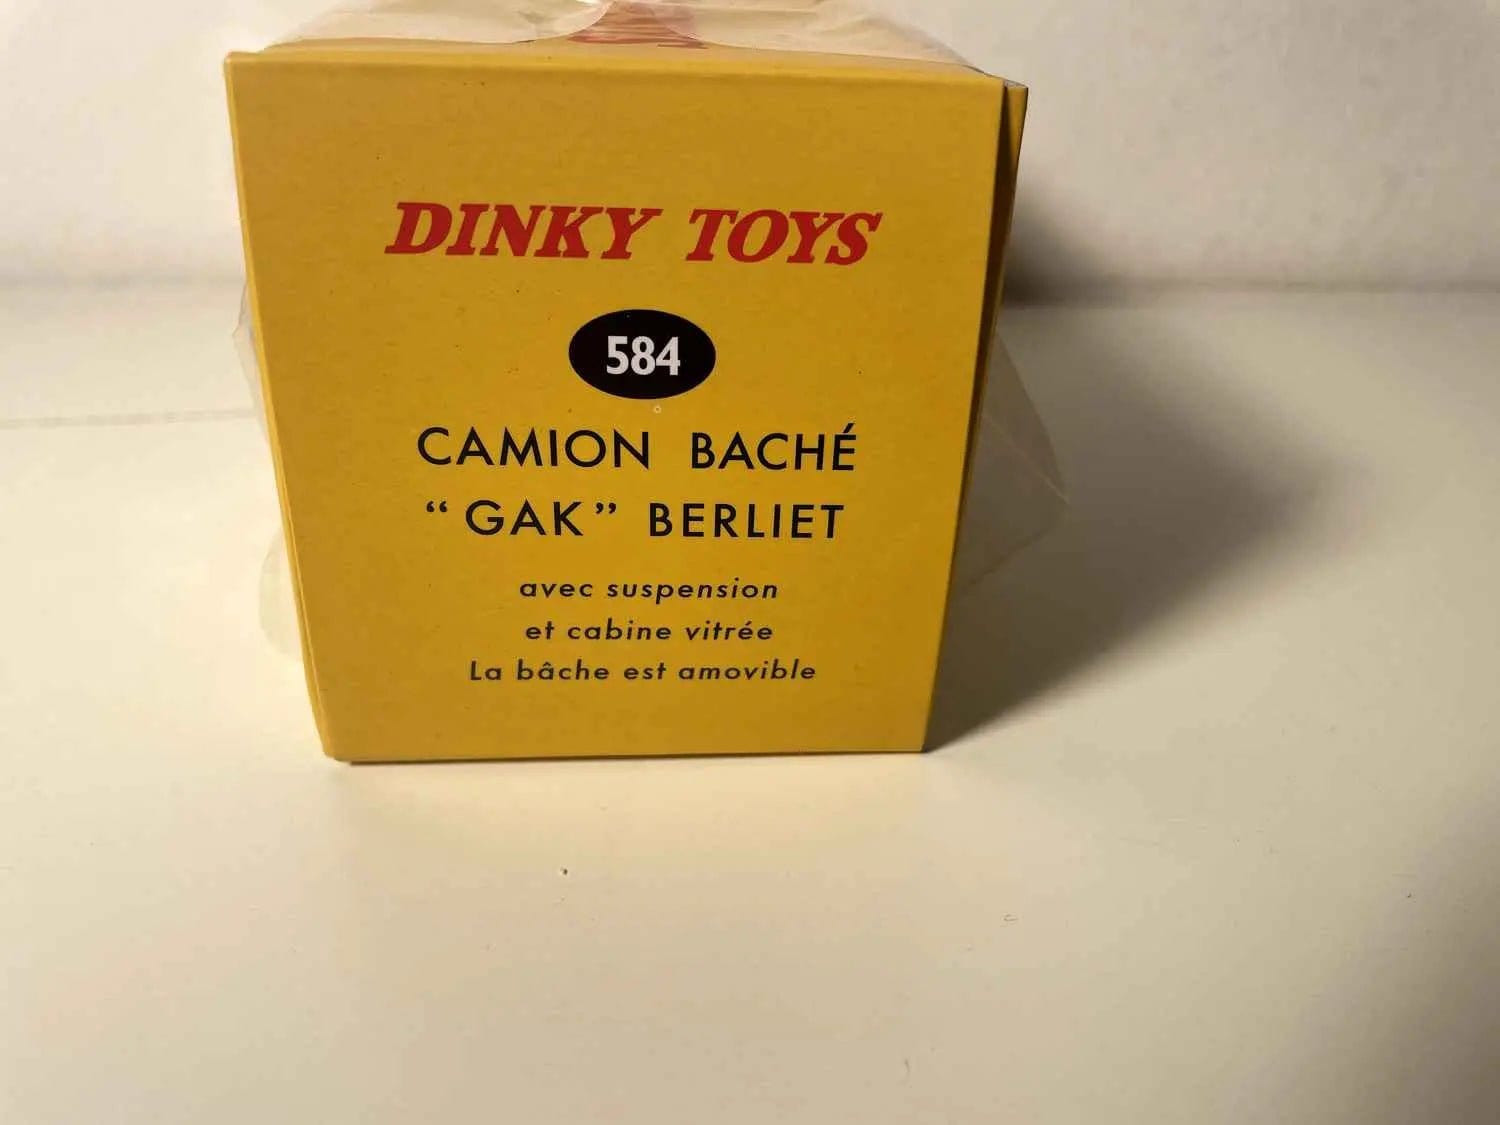 DINKY TOYS
584
CAMION BACHÉ
“GAK” BERLIET
avec suspension
et cabine vitrée
La bâche est amovible